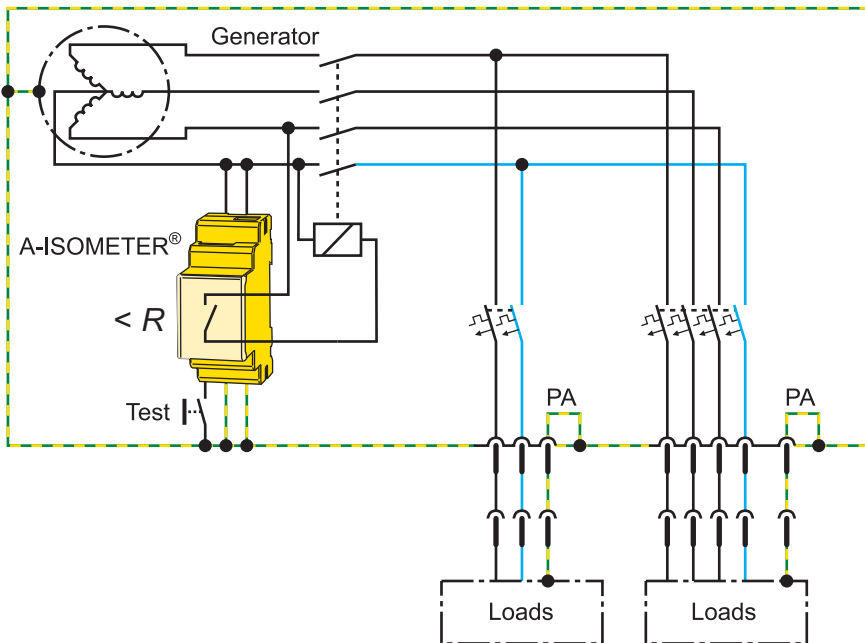 Generator
A-ISOMETER®
< R
Test
PA
PA
Loads
Loads